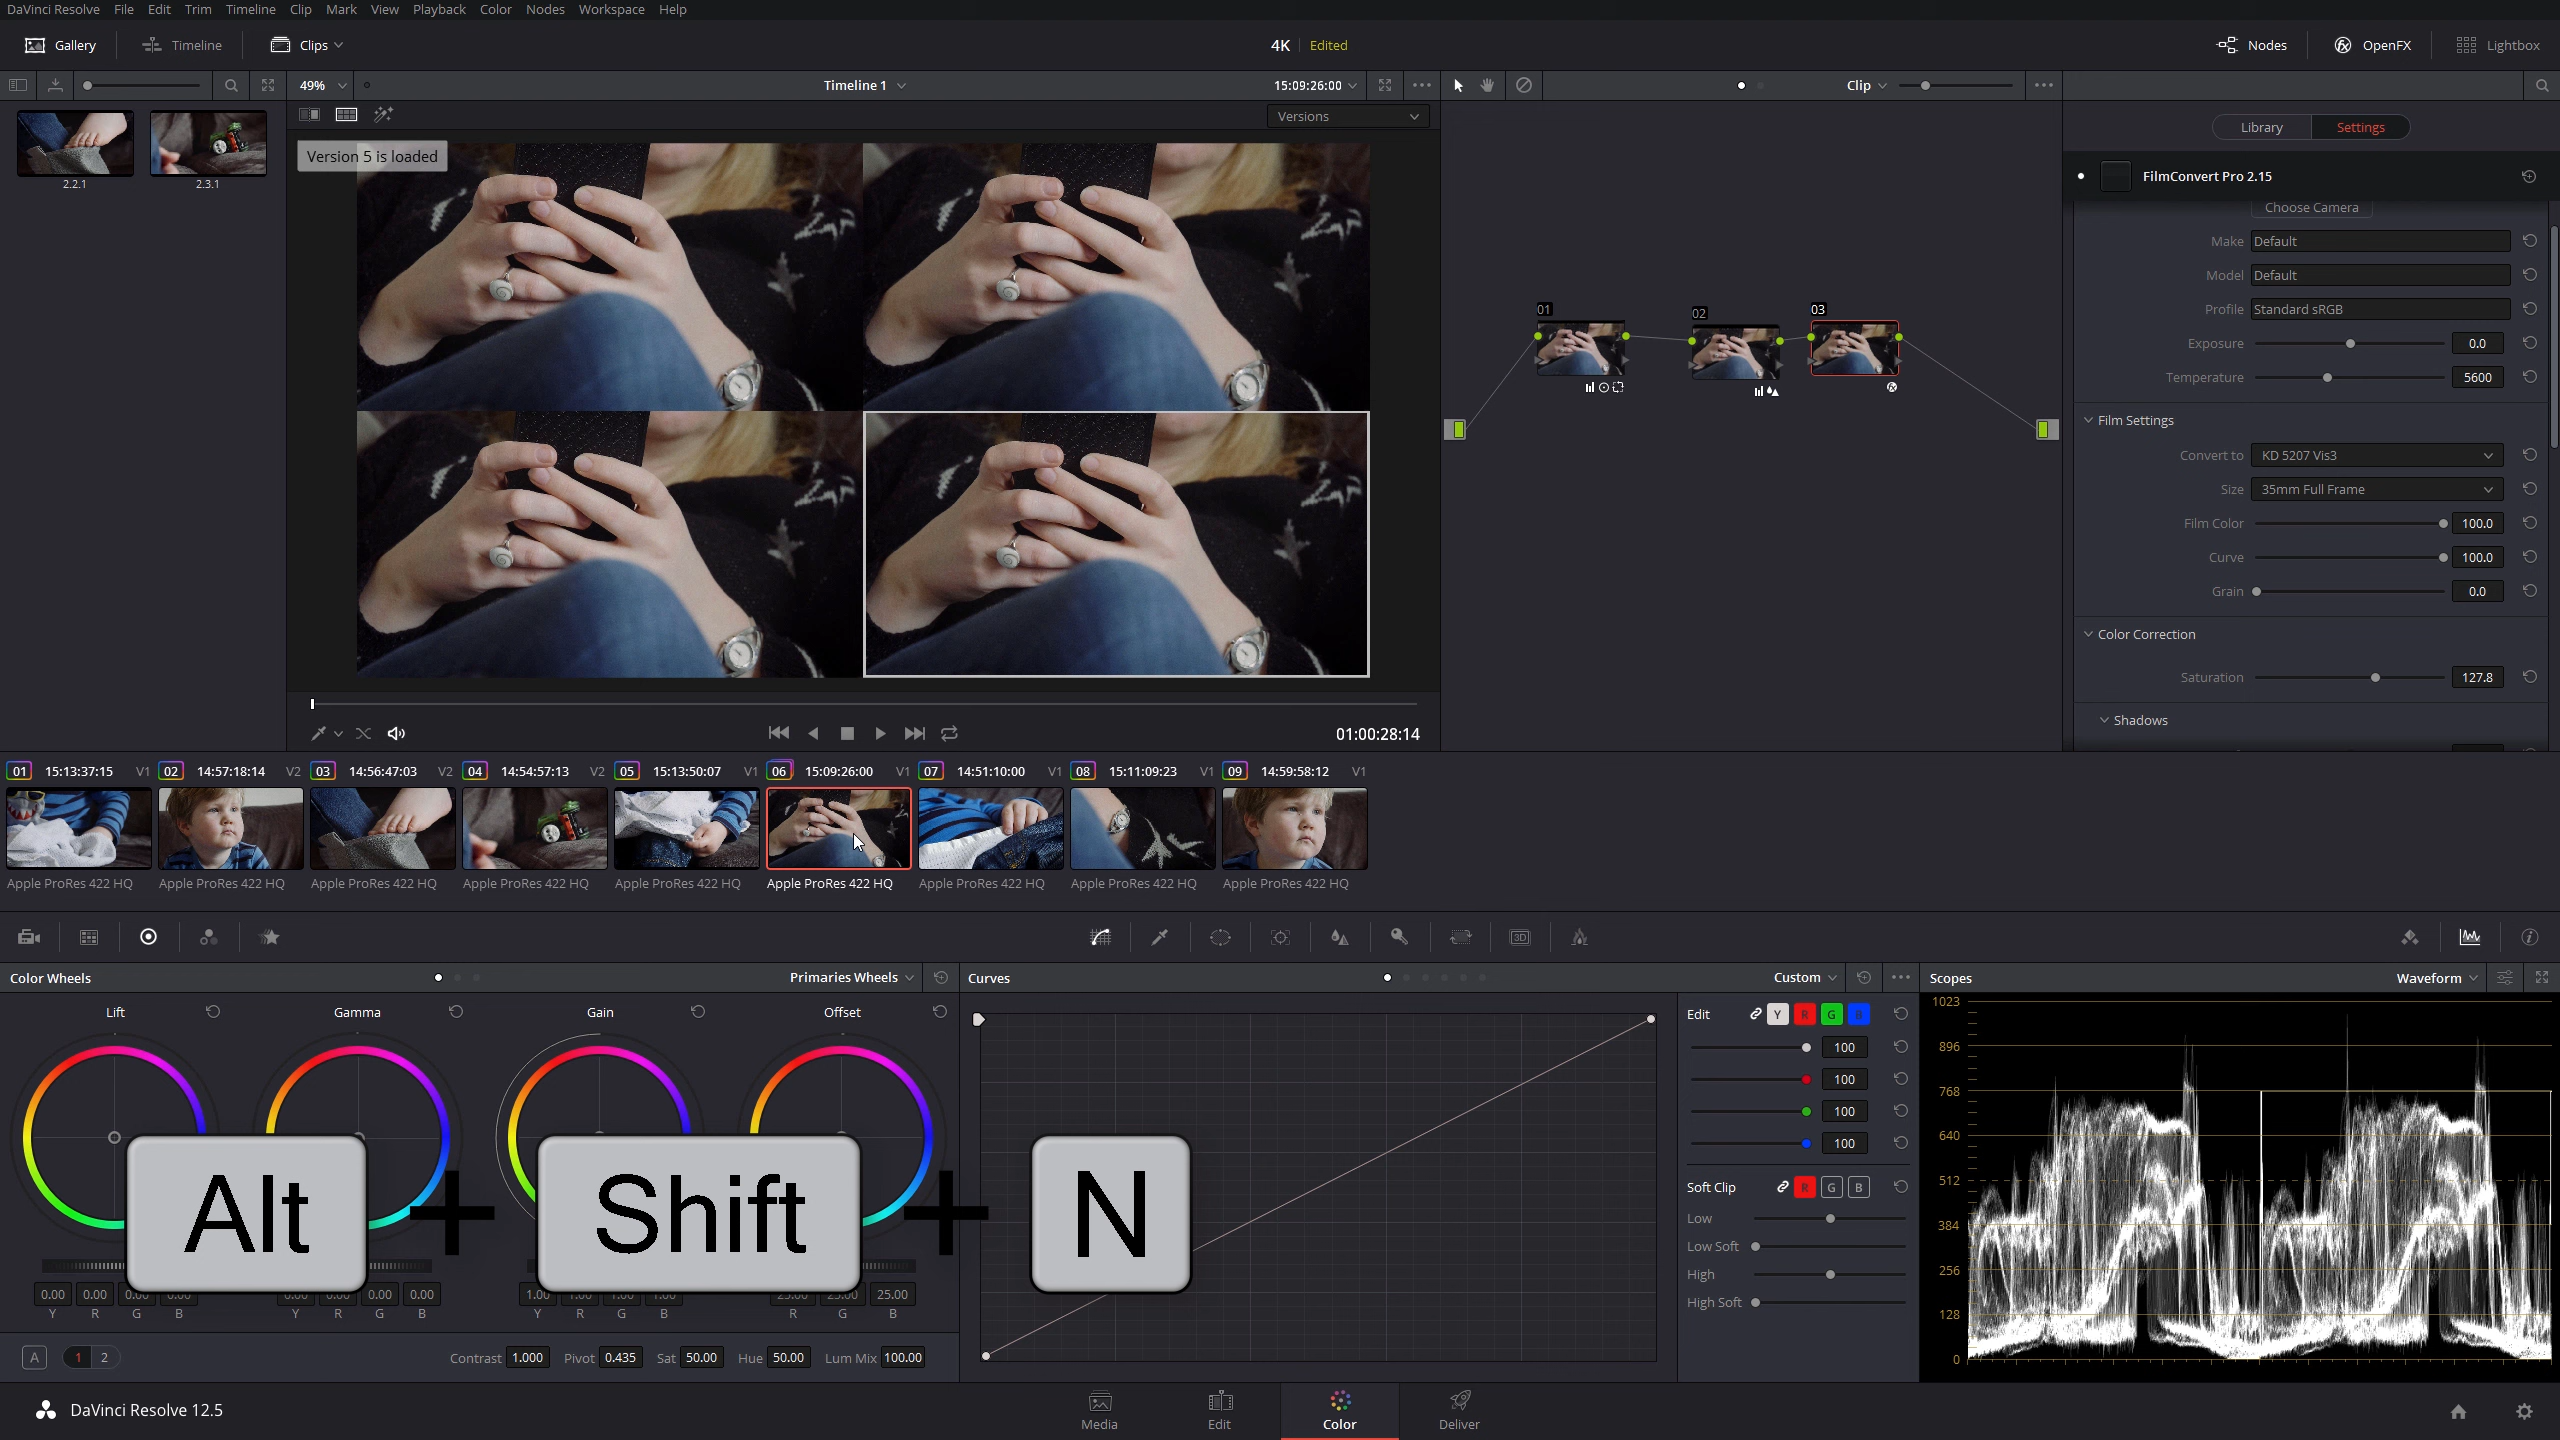 DaVinci Resolve File Edit Trim Timeline Clip Mark View Playback Color Nodes Workspace Help
Gallery Timeline Clips 4K Edited Nodes OpenFX Lightbox
49% Timeline 1 15:09:26:00 Clip
Versions
Library Settings
Version 5 is loaded
FilmConvert Pro 2.15
2.2.1 2.3.1
Choose Camera
Make Default
Model Default
Profile Standard sRGB
Exposure 0.0
Temperature 5600
Film Settings
Convert to KD 5207 Vis3
Size 35mm Full Frame
Film Color 100.0
Curve 100.0
Grain 0.0
Color Correction
Saturation 127.8
Shadows
01 02 03
01:00:28:14
01 15:13:37:15 V1 02 14:57:18:14 V2 03 14:56:47:03 V2 04 14:54:57:13 V2 05 15:13:50:07 V1 06 15:09:26:00 V1 07 14:51:10:00 V1 08 15:11:09:23 V1 09 14:59:58:12 V1
Apple ProRes 422 HQ Apple ProRes 422 HQ Apple ProRes 422 HQ Apple ProRes 422 HQ Apple ProRes 422 HQ Apple ProRes 422 HQ Apple ProRes 422 HQ Apple ProRes 422 HQ Apple ProRes 422 HQ
3D
Color Wheels Primaries Wheels Curves Custom Scopes Waveform
Lift Gamma Gain Offset
Edit Y R G B
100
100
100
100
Soft Clip R G B
Low
Low Soft
High
High Soft
1023
896
768
640
512
384
256
128
0
Alt + Shift + N
0.00 0.00 0.00 0.00 0.00 0.00 0.00 0.00 1.00 1.00 1.00 1.00 25.00 25.00 25.00
Y R G B Y R G B Y R G B R G B
A 1 2 Contrast 1.000 Pivot 0.435 Sat 50.00 Hue 50.00 Lum Mix 100.00
DaVinci Resolve 12.5
Media Edit Color Deliver